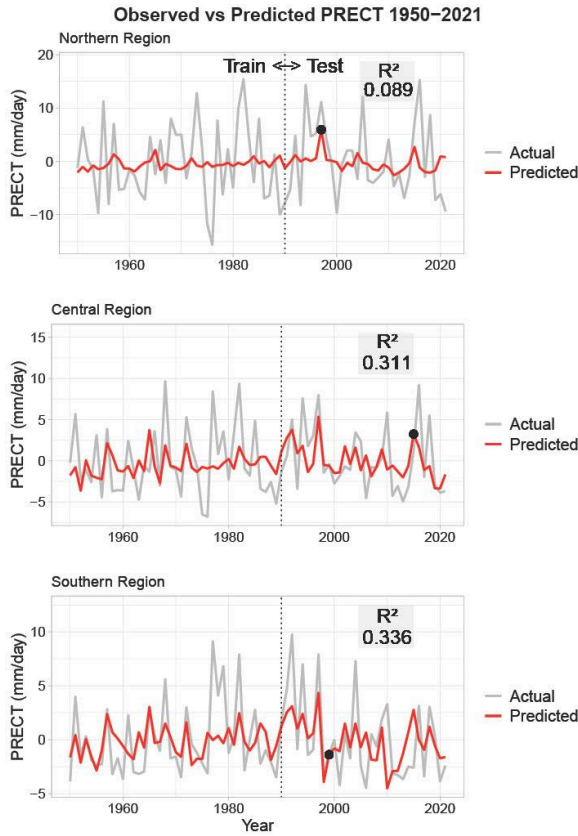 Observed vs Predicted PRECT 1950−2021
Northern Region
Train <-> Test
R²
0.089
20
10
0
−10
PRECT (mm/day)
Actual
Predicted
1960
1980
2000
2020
Central Region
R²
0.311
15
10
5
0
−5
PRECT (mm/day)
Actual
Predicted
1960
1980
2000
2020
Southern Region
R²
0.336
10
5
0
−5
PRECT (mm/day)
Actual
Predicted
1960
1980
2000
2020
Year